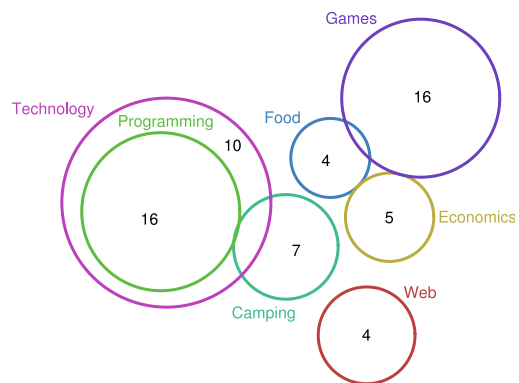 Games
16
Technology
Programming
Food
10
4
16
5
Economics
7
Camping
Web
4